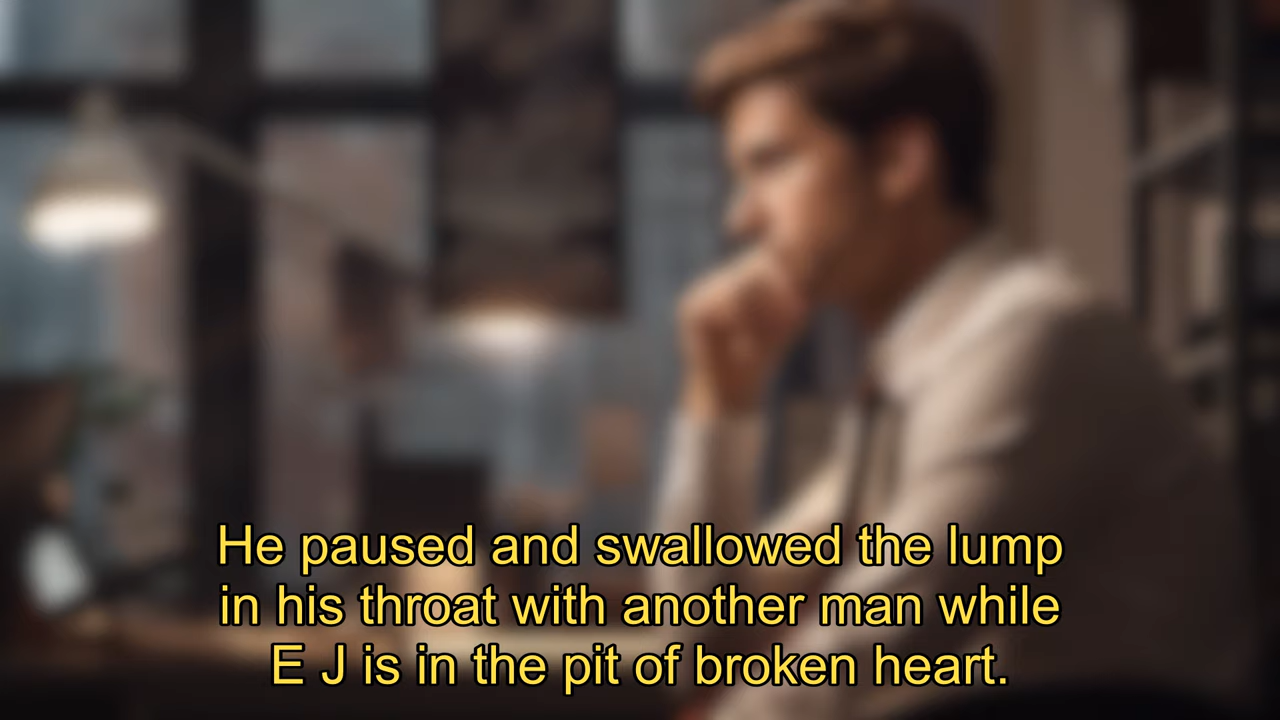 He paused and swallowed the lump
in his throat with another man while
E J is in the pit of broken heart.